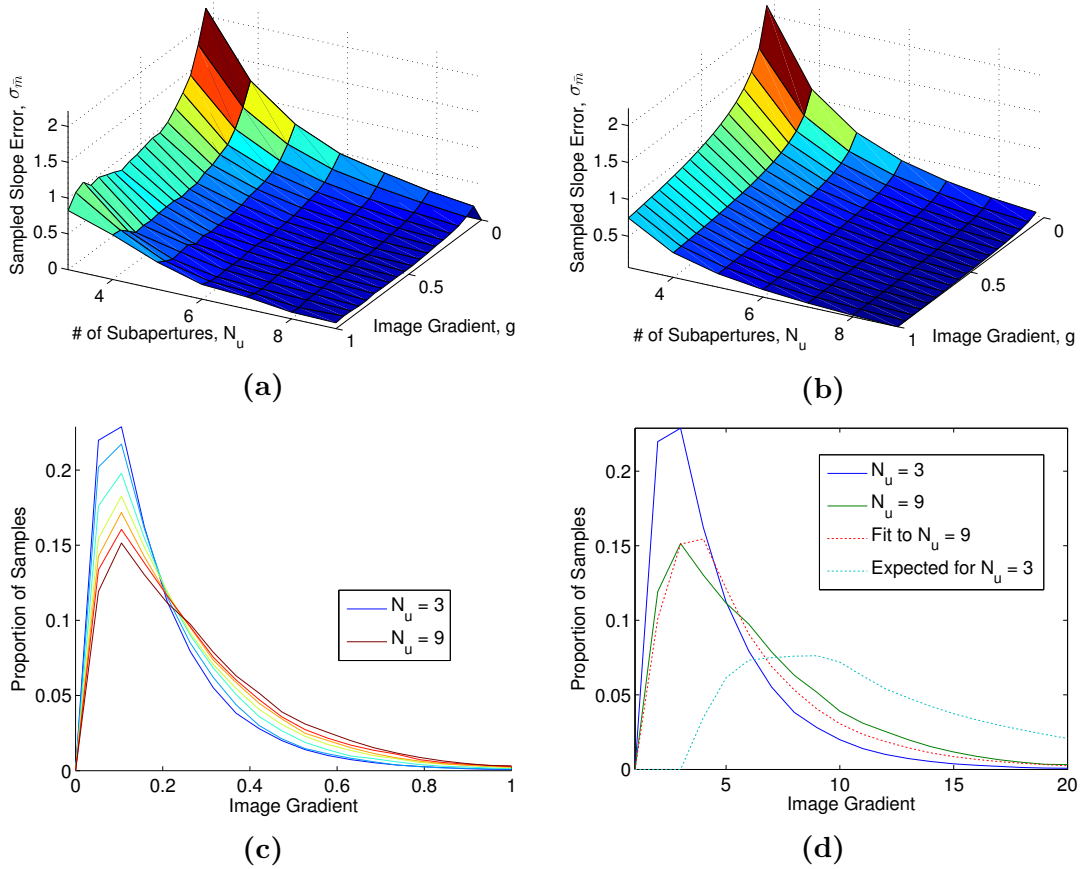 Sampled Slope Error, σ_m̄
2
1.5
1
0.5
0
4
6
8
# of Subapertures, N_u
0
0.5
1
Image Gradient, g
(a)
Sampled Slope Error, σ_m̄
2
1.5
1
0.5
4
6
8
# of Subapertures, N_u
0
0.5
1
Image Gradient, g
(b)
Proportion of Samples
0.2
0.15
0.1
0.05
0
0
0.2
0.4
0.6
0.8
1
Image Gradient
N_u = 3
N_u = 9
(c)
Proportion of Samples
0.2
0.15
0.1
0.05
0
5
10
15
20
Image Gradient
N_u = 3
N_u = 9
Fit to N_u = 9
Expected for N_u = 3
(d)